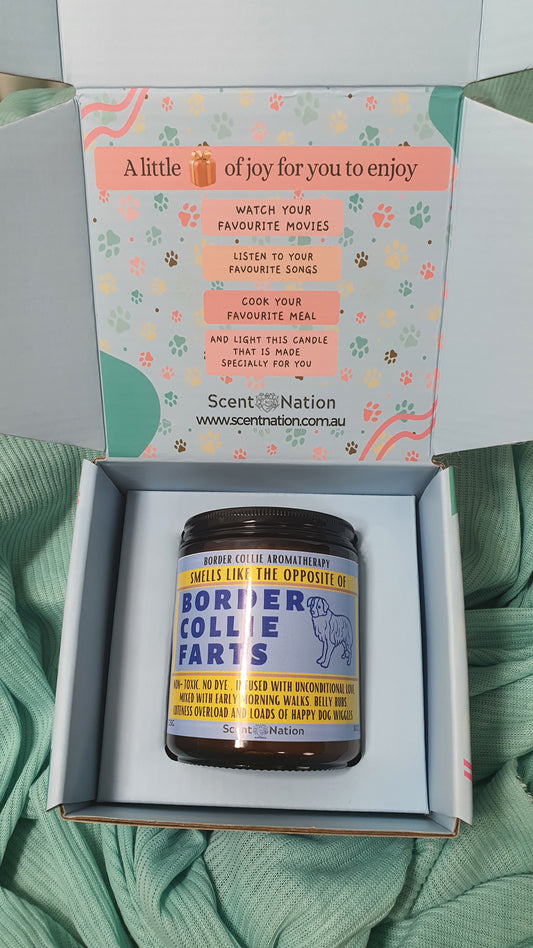 A little of joy for you to enjoy
WATCH YOUR
FAVOURITE MOVIES
LISTEN TO YOUR
FAVOURITE SONGS
COOK YOUR
FAVOURITE MEAL
AND LIGHT THIS CANDLE
THAT IS MADE
SPECIALLY FOR YOU
Scent Nation
www.scentnation.com.au
BORDER COLLIE AROMATHERAPY
SMELLS LIKE THE OPPOSITE OF
BORDER
COLLIE
FARTS
NON- TOXIC, NO DYE , INFUSED WITH UNCONDITIONAL LOVE,
MIXED WITH EARLY MORNING WALKS, BELLY RUBS,
CUTENESS OVERLOAD AND LOADS OF HAPPY DOG WIGGLES
Scent Nation